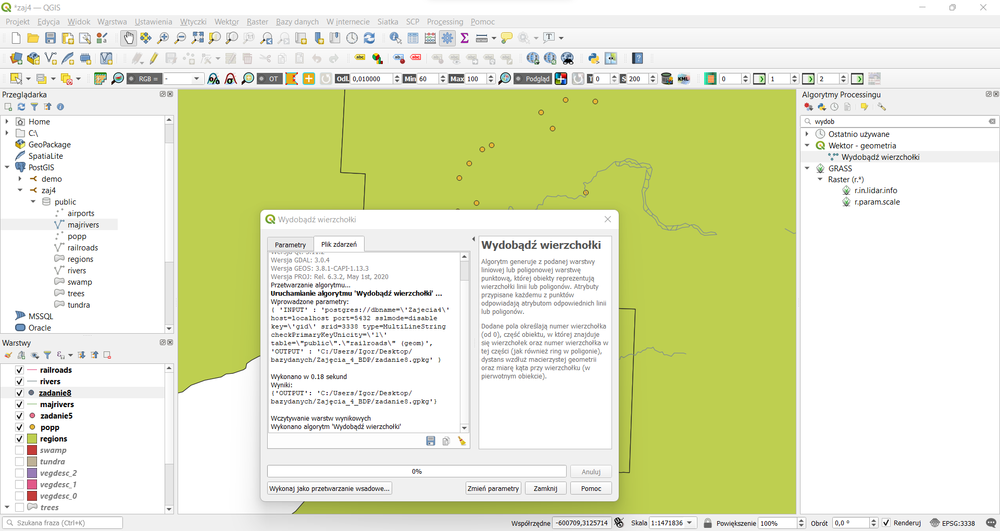 *zaj4 — QGIS
Projekt Edycja Widok Warstwa Ustawienia Wtyczki Wektor Raster Bazy danych W internecie Siatka SCP Processing Pomoc
RGB = - OT Odl. 0,010000 Min 60 Max 100 Podgląd T 0 S 200 KML 0 1 2
Przeglądarka
Home
C:\
GeoPackage
SpatiaLite
PostGIS
demo
zaj4
public
airports
majrivers
popp
railroads
regions
rivers
swamp
trees
tundra
MSSQL
Oracle
Warstwy
railroads
rivers
zadanie8
majrivers
zadanie5
popp
regions
swamp
tundra
vegdesc_2
vegdesc_1
vegdesc_0
trees
Szukana fraza (Ctrl+K)
Wydobądź wierzchołki
Parametry Plik zdarzeń
Wersja Qt: 5.11.2
Wersja GDAL: 3.0.4
Wersja GEOS: 3.8.1-CAPI-1.13.3
Wersja PROJ: Rel. 6.3.2, May 1st, 2020
Przetwarzanie algorytmu...
Uruchamianie algorytmu 'Wydobądź wierzchołki' ...
Wprowadzone parametry:
{ 'INPUT' : 'postgres://dbname=\'Zajecia4\'
host=localhost port=5432 sslmode=disable
key=\'gid\' srid=3338 type=MultiLineString
checkPrimaryKeyUnicity=\'1\'
table=\"public\".\"railroads\" (geom)',
'OUTPUT' : 'C:/Users/Igor/Desktop/
bazydanych/Zajęcia_4_BDP/zadanie8.gpkg' }
Wykonano w 0.18 sekund
Wyniki:
{'OUTPUT': 'C:/Users/Igor/Desktop/
bazydanych/Zajęcia_4_BDP/zadanie8.gpkg'}
Wczytywanie warstw wynikowych
Wykonano algorytm 'Wydobądź wierzchołki'
Wydobądź wierzchołki
Algorytm generuje z podanej warstwy
liniowej lub poligonowej warstwę
punktową, której obiekty reprezentują
wierzchołki linii lub poligonów. Atrybuty
przypisane każdemu z punktów
odpowiadają atrybutom odpowiednich linii
lub poligonów.
Dodane pola określają numer wierzchołka
(od 0), część obiektu, w której znajduje
się wierzchołek oraz numer wierzchołka w
tej części (jak również ring w poligonie),
dystans wzdłuż macierzystej geometrii
oraz miarę kąta przy wierzchołku (w
pierwotnym obiekcie).
0% Anuluj
Wykonaj jako przetwarzanie wsadowe... Zmień parametry Zamknij Pomoc
Algorytmy Processingu
wydob
Ostatnio używane
Wektor - geometria
Wydobądź wierzchołki
GRASS
Raster (r.*)
r.in.lidar.info
r.param.scale
Współrzędne -600709,3125714 Skala 1:1471836 Powiększenie 100% Obrót 0,0 ° Renderuj EPSG:3338